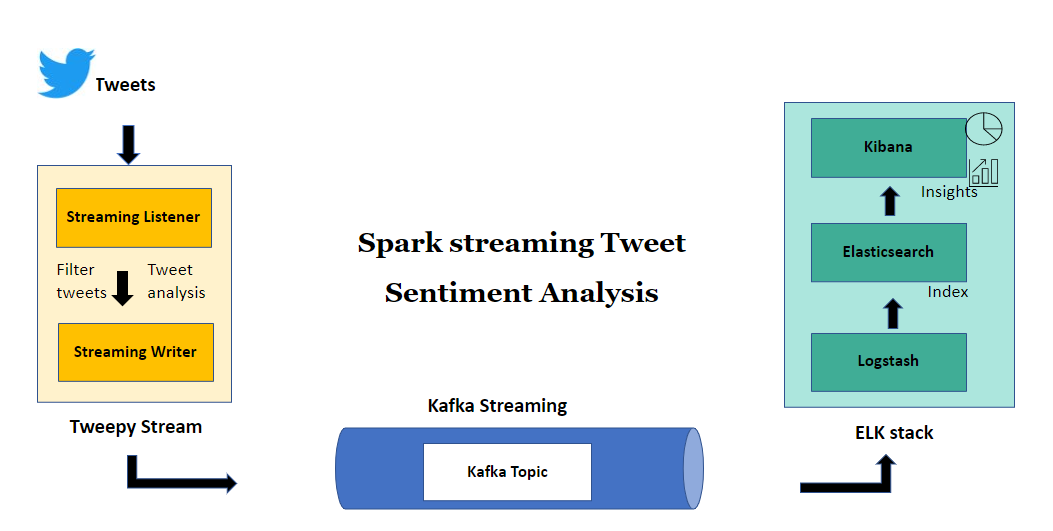 Tweets
Streaming Listener
Filter
tweets
Tweet
analysis
Streaming Writer
Tweepy Stream
Spark streaming Tweet
Sentiment Analysis
Kafka Streaming
Kafka Topic
Kibana
Insights
Elasticsearch
Index
Logstash
ELK stack